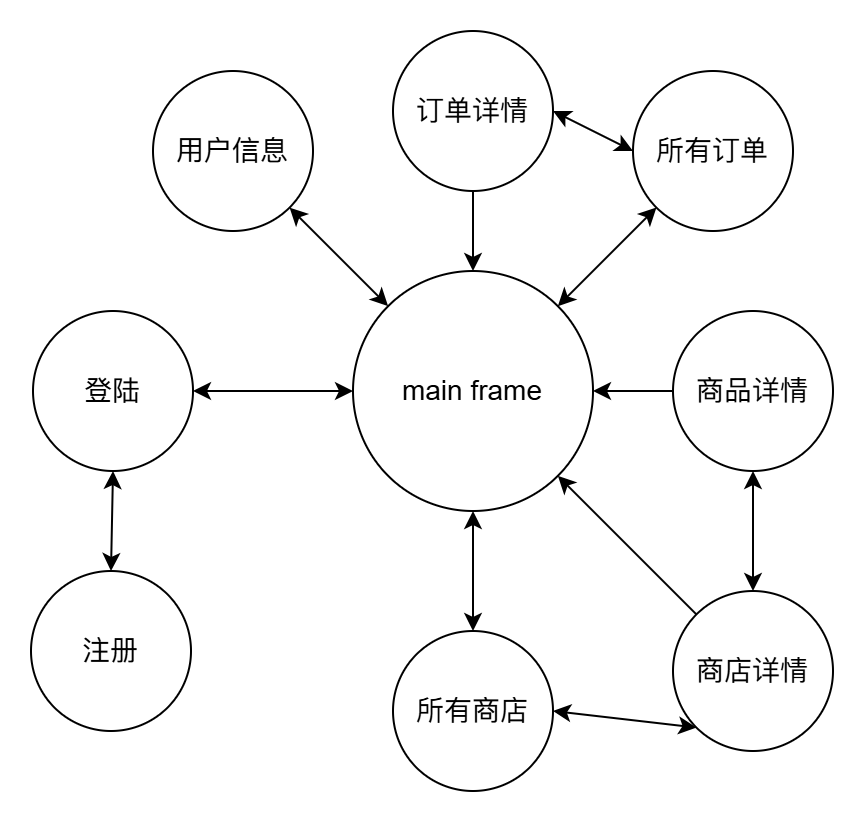 订单详情
用户信息
所有订单
登陆
main frame
商品详情
注册
商店详情
所有商店